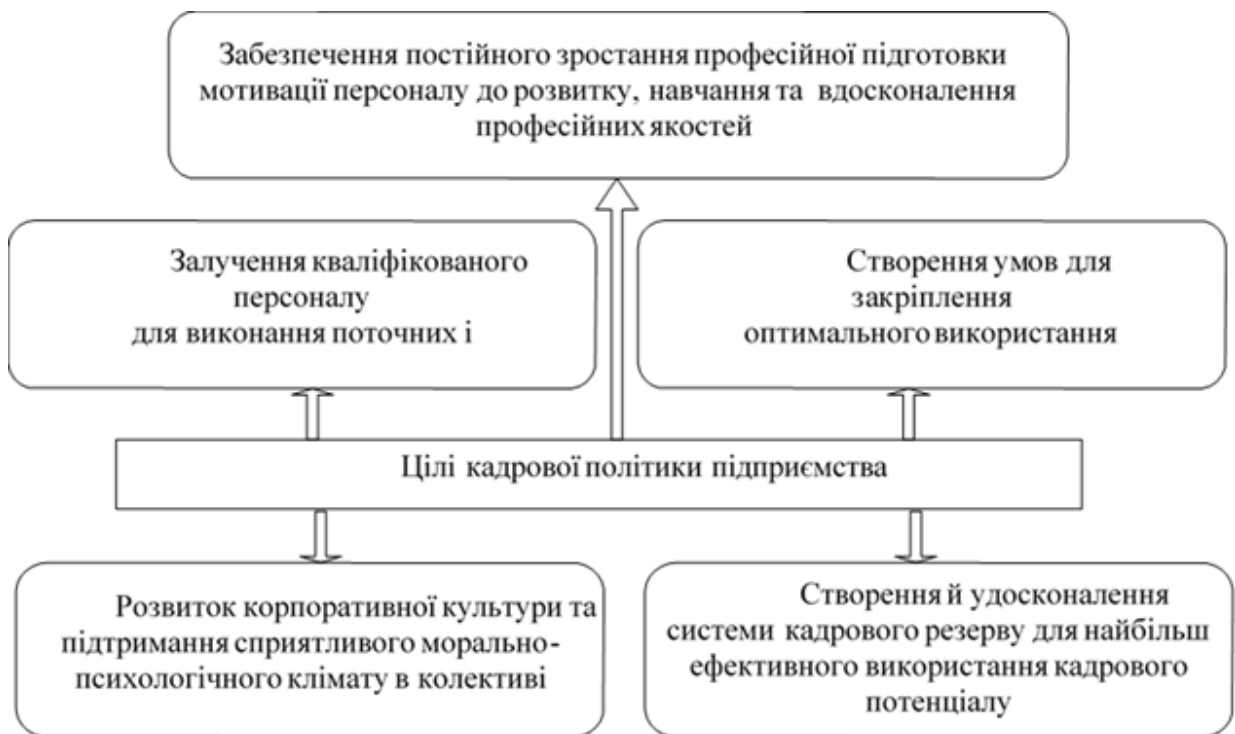 Забезпечення постійного зростання професійної підготовки
мотивації персоналу до розвитку, навчання та вдосконалення
професійних якостей
Залучення кваліфікованого
персоналу
для виконання поточних і
Створення умов для
закріплення
оптимального використання
Цілі кадрової політики підприємства
Розвиток корпоративної культури та
підтримання сприятливого морально-
психологічного клімату в колективі
Створення й удосконалення
системи кадрового резерву для найбільш
ефективного використання кадрового
потенціалу